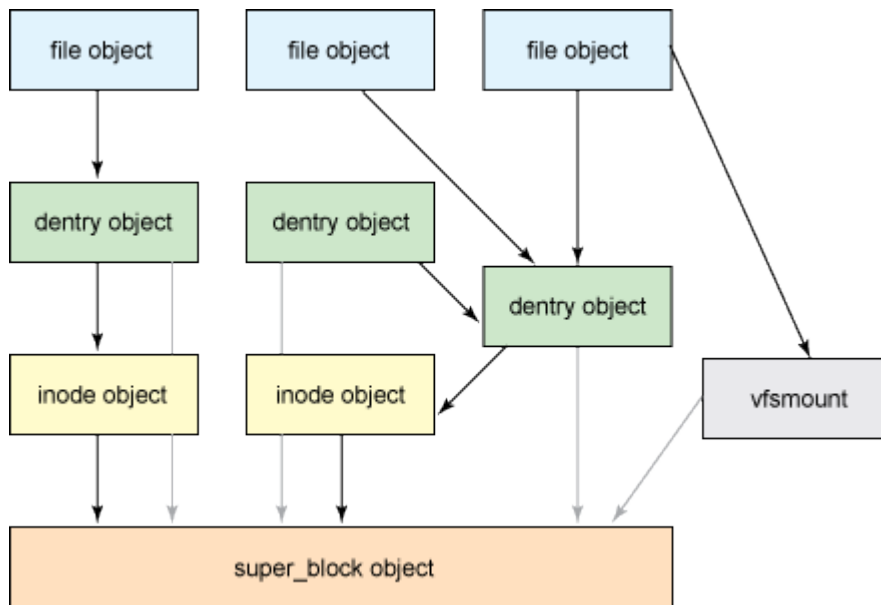 file object
file object
file object
dentry object
dentry object
dentry object
inode object
inode object
vfsmount
super_block object